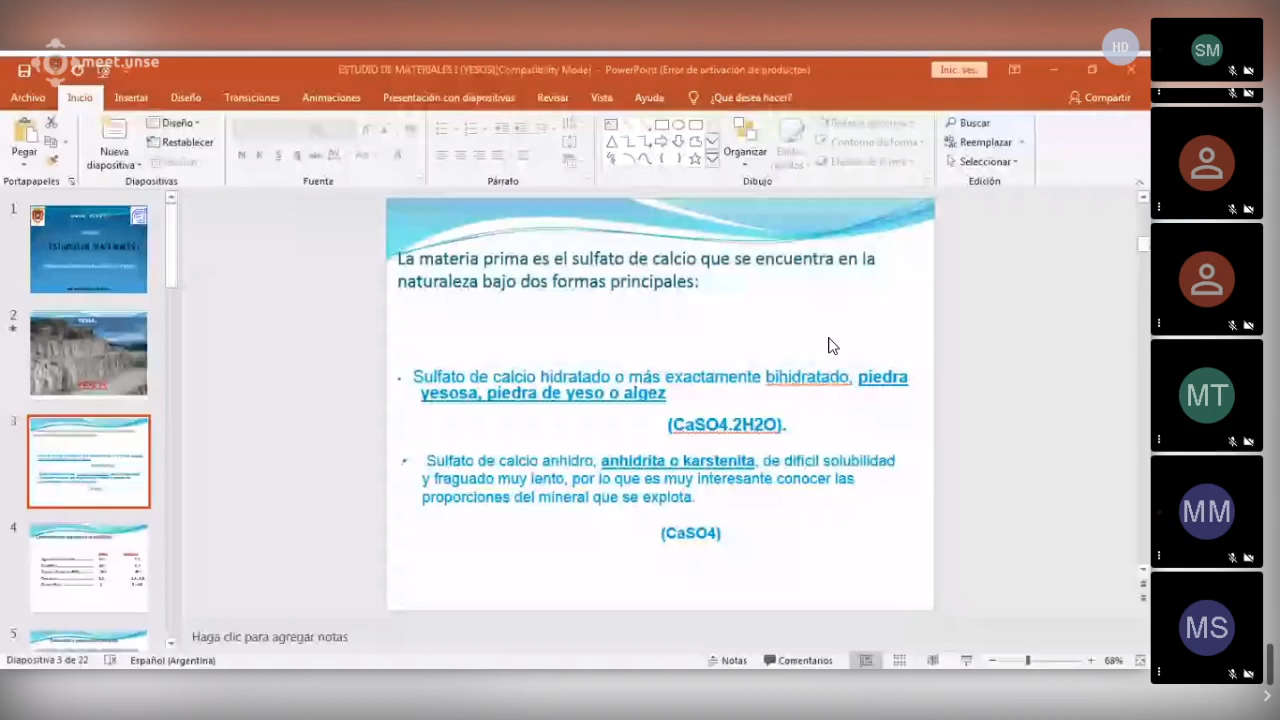 HD
SM
meet.unse
ESTUDIO DE MATERIALES I (YESOS)[Compatibility Mode] - PowerPoint (Error de activación de productos)
Inic. ses.
Archivo Inicio Insertar Diseño Transiciones Animaciones Presentación con diapositivas Revisar Vista Ayuda ¿Qué desea hacer? Compartir
Pegar
Nueva diapositiva
Diseño
Restablecer
Organizar
Buscar
Reemplazar
Seleccionar
Portapapeles Diapositivas Fuente Párrafo Dibujo Edición
1
2
3
4
5
La materia prima es el sulfato de calcio que se encuentra en la
naturaleza bajo dos formas principales:
Sulfato de calcio hidratado o más exactamente bihidratado, piedra
yesosa, piedra de yeso o algez
(CaSO4.2H2O).
Sulfato de calcio anhidro, anhidrita o karstenita, de dificil solubilidad
y fraguado muy lento, por lo que es muy interesante conocer las
proporciones del mineral que se explota.
(CaSO4)
Haga clic para agregar notas
Diapositiva 3 de 22 Español (Argentina) Notas Comentarios 68%
MT
MM
MS